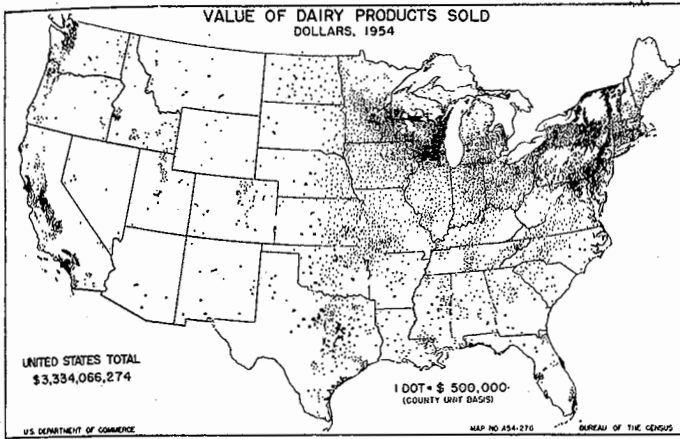 VALUE OF DAIRY PRODUCTS SOLD
DOLLARS, 1954
UNITED STATES TOTAL
$3,334,066,274
1 DOT = $500,000
(COUNTY UNIT BASIS)
U.S. DEPARTMENT OF COMMERCE
MAP NO A54-270
BUREAU OF THE CENSUS